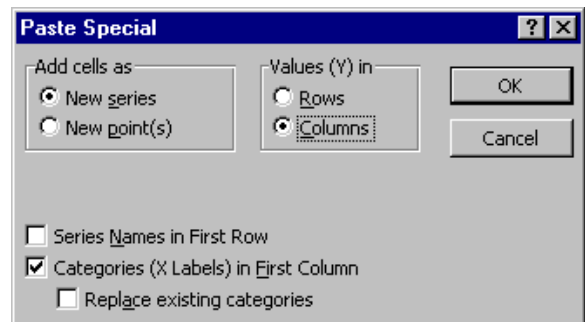 Paste Special
Add cells as
New series
New point(s)
Values (Y) in
Rows
Columns
OK
Cancel
Series Names in First Row
Categories (X Labels) in First Column
Replace existing categories